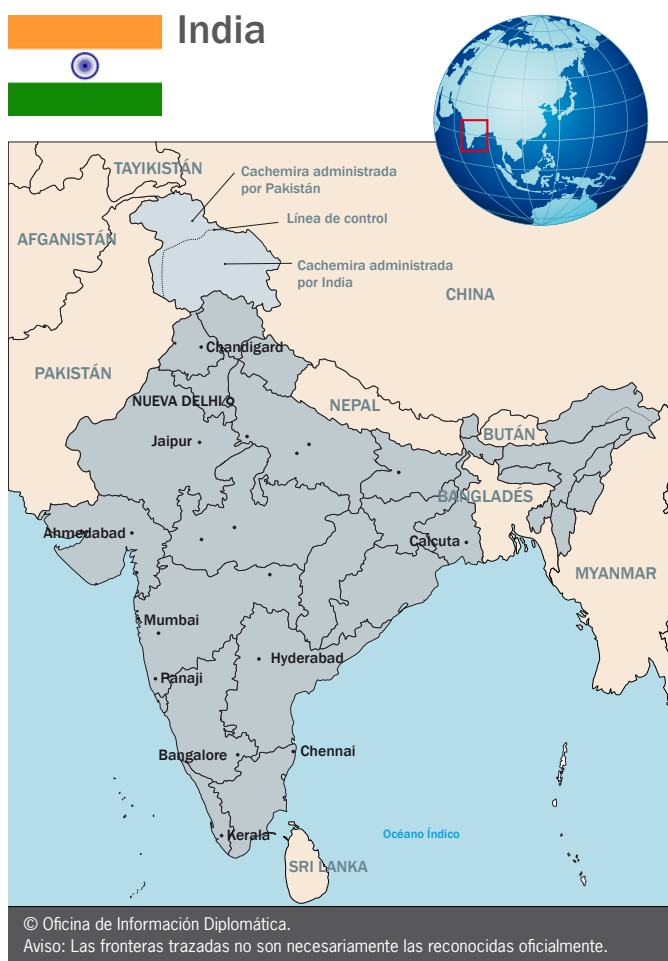 India
TAYIKISTÁN
Cachemira administrada
por Pakistán
Línea de control
AFGANISTÁN
Cachemira administrada
por India
CHINA
Chandigard
PAKISTÁN
NUEVA DELHI
NEPAL
BUTÁN
Jaipur
BANGLADÉS
Ahmedabad
Calcuta
MYANMAR
Mumbai
Hyderabad
Panaji
Bangalore
Chennai
Kerala
Océano Índico
SRI LANKA
© Oficina de Información Diplomática.
Aviso: Las fronteras trazadas no son necesariamente las reconocidas oficialmente.